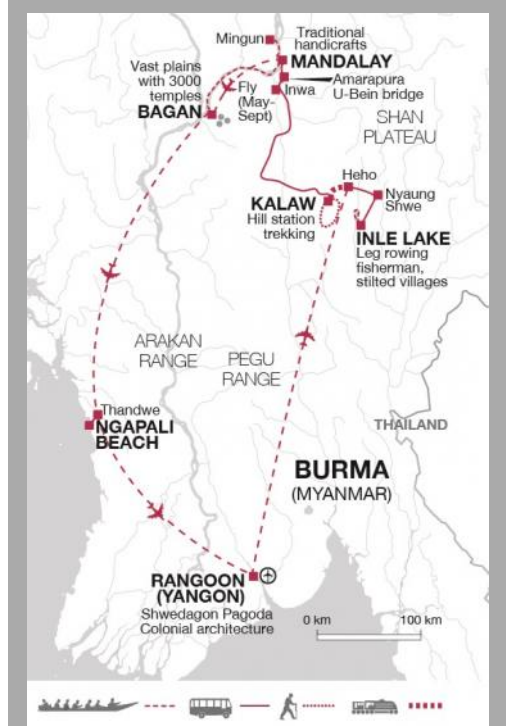 Mingun
Traditional
handicrafts
MANDALAY
Vast plains
with 3000
temples
BAGAN
Fly
(May-
Sept)
Inwa
Amarapura
U-Bein bridge
SHAN
PLATEAU
Heho
KALAW
Hill station
trekking
Nyaung
Shwe
INLE LAKE
Leg rowing
fisherman,
stilted villages
ARAKAN
RANGE
PEGU
RANGE
Thandwe
NGAPALI
BEACH
THAILAND
BURMA
(MYANMAR)
RANGOON
(YANGON)
Shwedagon Pagoda
Colonial architecture
0 km
100 km